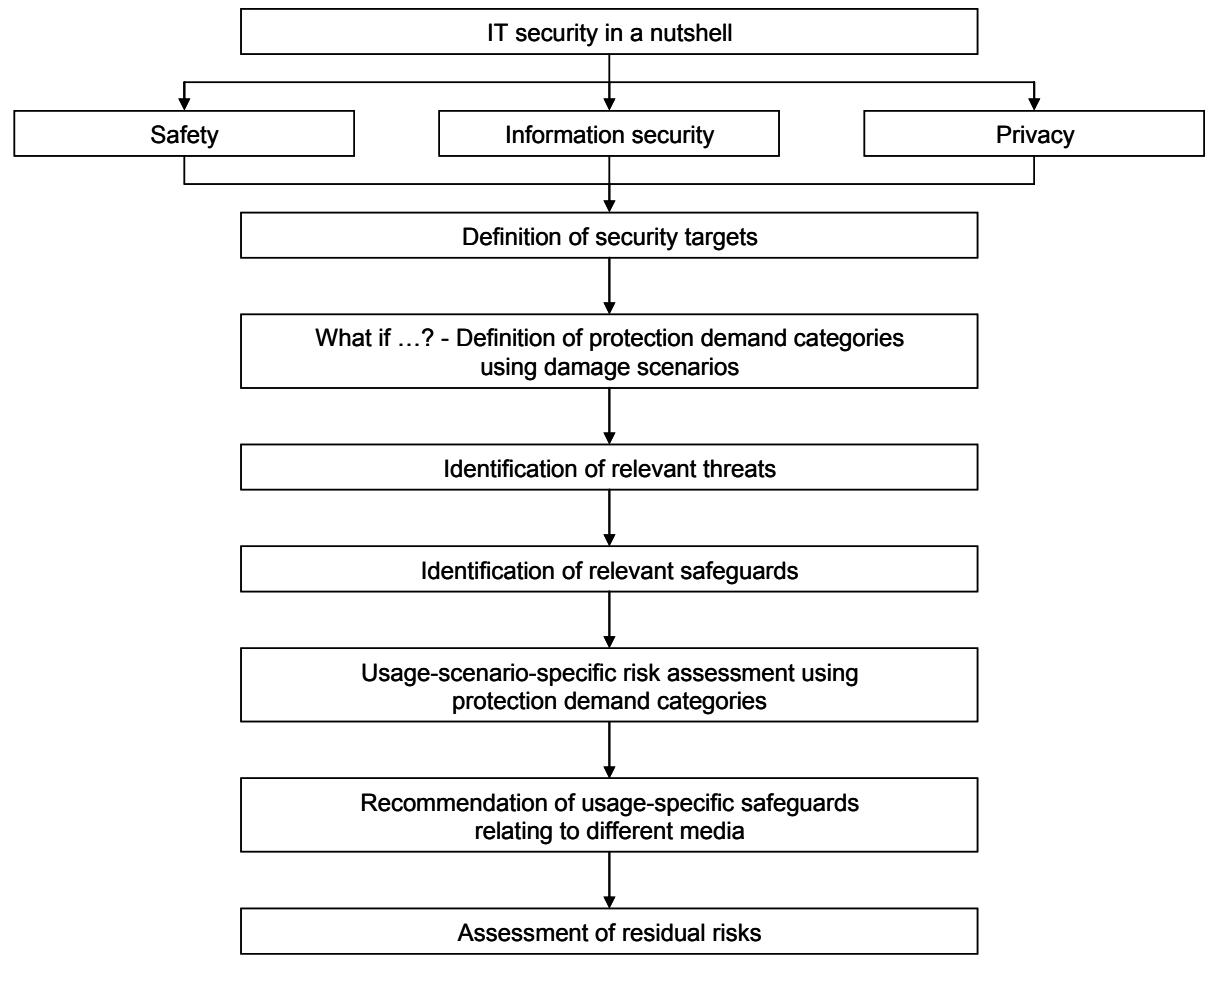 IT security in a nutshell
Safety
Information security
Privacy
Definition of security targets
What if …? - Definition of protection demand categories
using damage scenarios
Identification of relevant threats
Identification of relevant safeguards
Usage-scenario-specific risk assessment using
protection demand categories
Recommendation of usage-specific safeguards
relating to different media
Assessment of residual risks